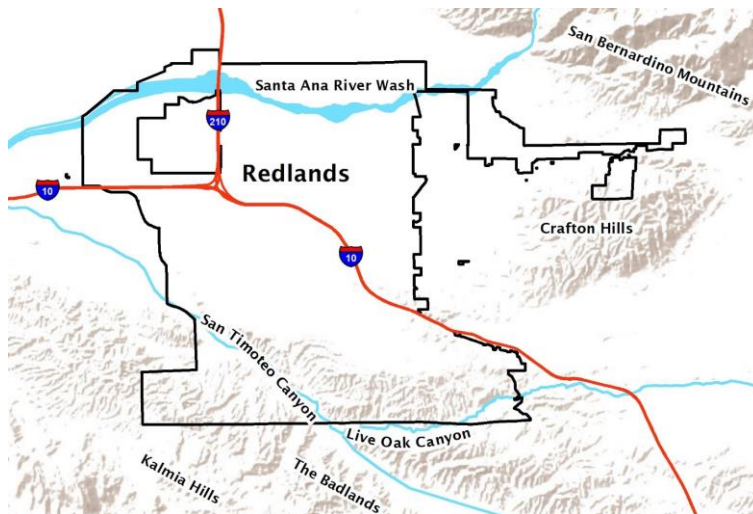 San Bernardino Mountains
Santa Ana River Wash
210
Redlands
10
Crafton Hills
10
San Timoteo Canyon
Live Oak Canyon
Kalmia Hills
The Badlands